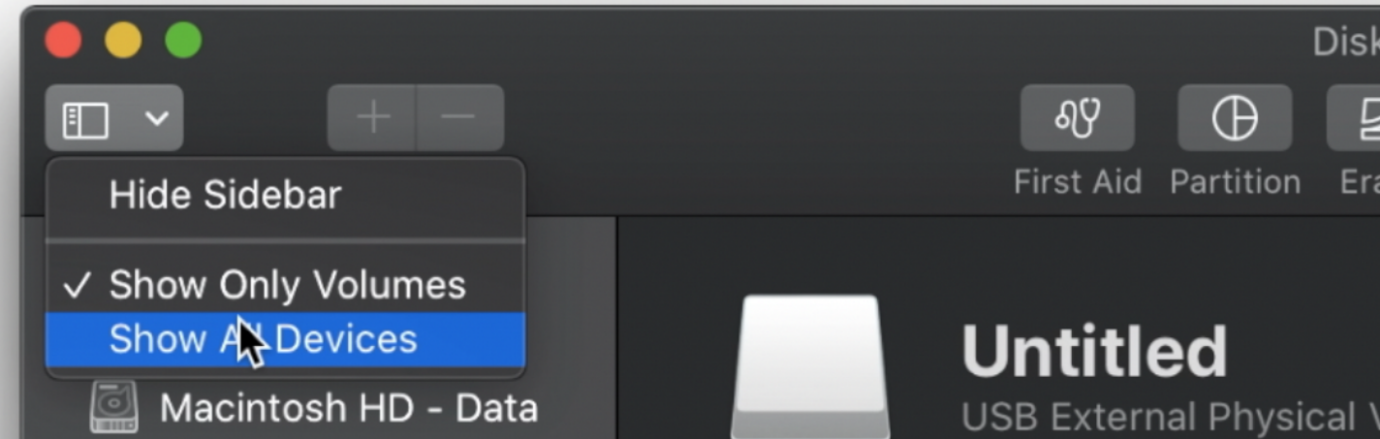 Disk
First Aid
Partition
Era
Hide Sidebar
✓ Show Only Volumes
Show All Devices
Untitled
Macintosh HD - Data
USB External Physical V